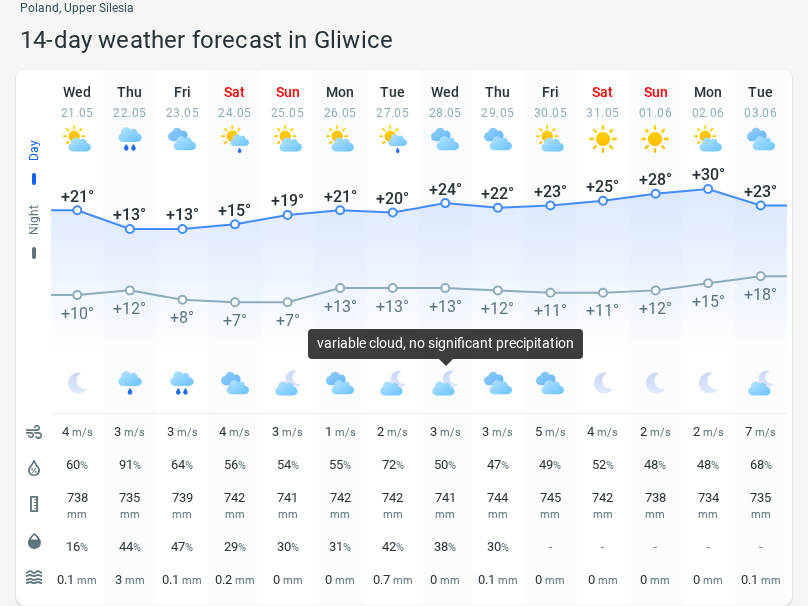 Poland, Upper Silesia
14-day weather forecast in Gliwice
Wed Thu Fri Sat Sun Mon Tue Wed Thu Fri Sat Sun Mon Tue
21.05 22.05 23.05 24.05 25.05 26.05 27.05 28.05 29.05 30.05 31.05 01.06 02.06 03.06
Day
+21° +13° +13° +15° +19° +21° +20° +24° +22° +23° +25° +28° +30° +23°
Night
+10° +12° +8° +7° +7° +13° +13° +13° +12° +11° +11° +12° +15° +18°
variable cloud, no significant precipitation
4 m/s 3 m/s 3 m/s 4 m/s 3 m/s 1 m/s 2 m/s 3 m/s 3 m/s 5 m/s 4 m/s 2 m/s 2 m/s 7 m/s
60% 91% 64% 56% 54% 55% 72% 50% 47% 49% 52% 48% 48% 68%
738 735 739 742 741 742 742 741 744 745 742 738 734 735
mm mm mm mm mm mm mm mm mm mm mm mm mm mm
16% 44% 47% 29% 30% 31% 42% 38% 30% - - - - -
0.1 mm 3 mm 0.1 mm 0.2 mm 0 mm 0 mm 0.7 mm 0 mm 0.1 mm 0 mm 0 mm 0 mm 0 mm 0.1 mm